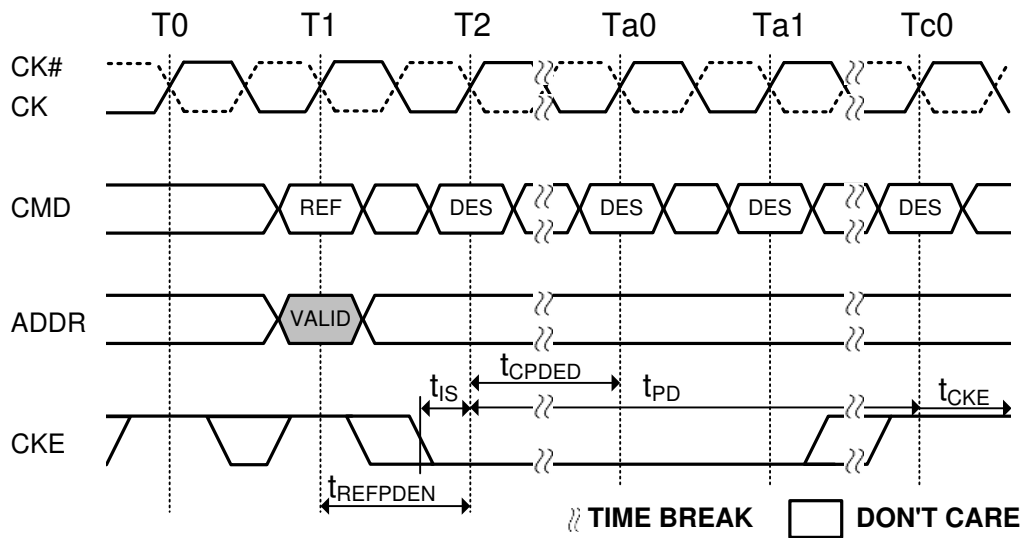 T0 T1 T2 Ta0 Ta1 Tc0
CK#
CK
CMD REF DES DES DES DES
ADDR VALID
tCPDED
tIS tPD tCKE
CKE
tREFPDEN
TIME BREAK DON'T CARE